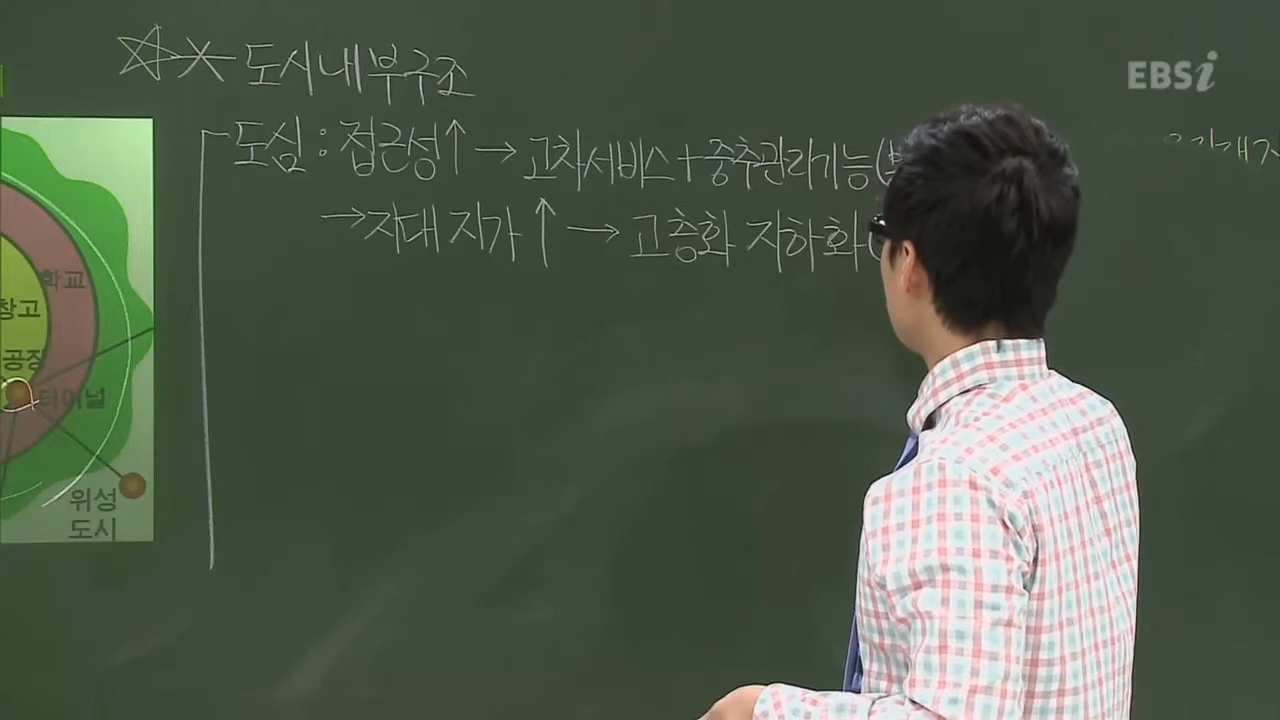 도시내부구조
EBSi
도심 : 접근성↑ → 고차서비스 + 중추관리기능(
→ 지대 지가 ↑ → 고층화 지하화(
학교
창고
공장
터미널
위성
도시